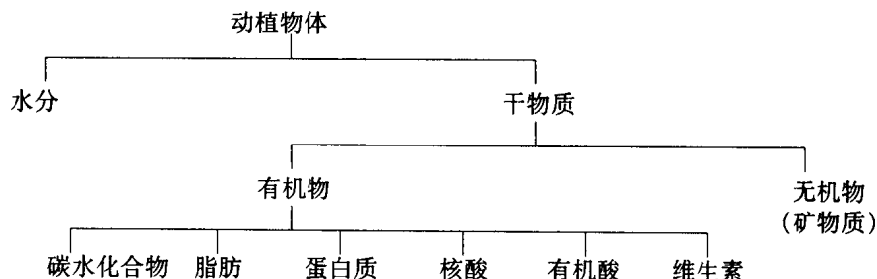 动植物体
水分
干物质
有机物
无机物
(矿物质)
碳水化合物 脂肪 蛋白质 核酸 有机酸 维生素